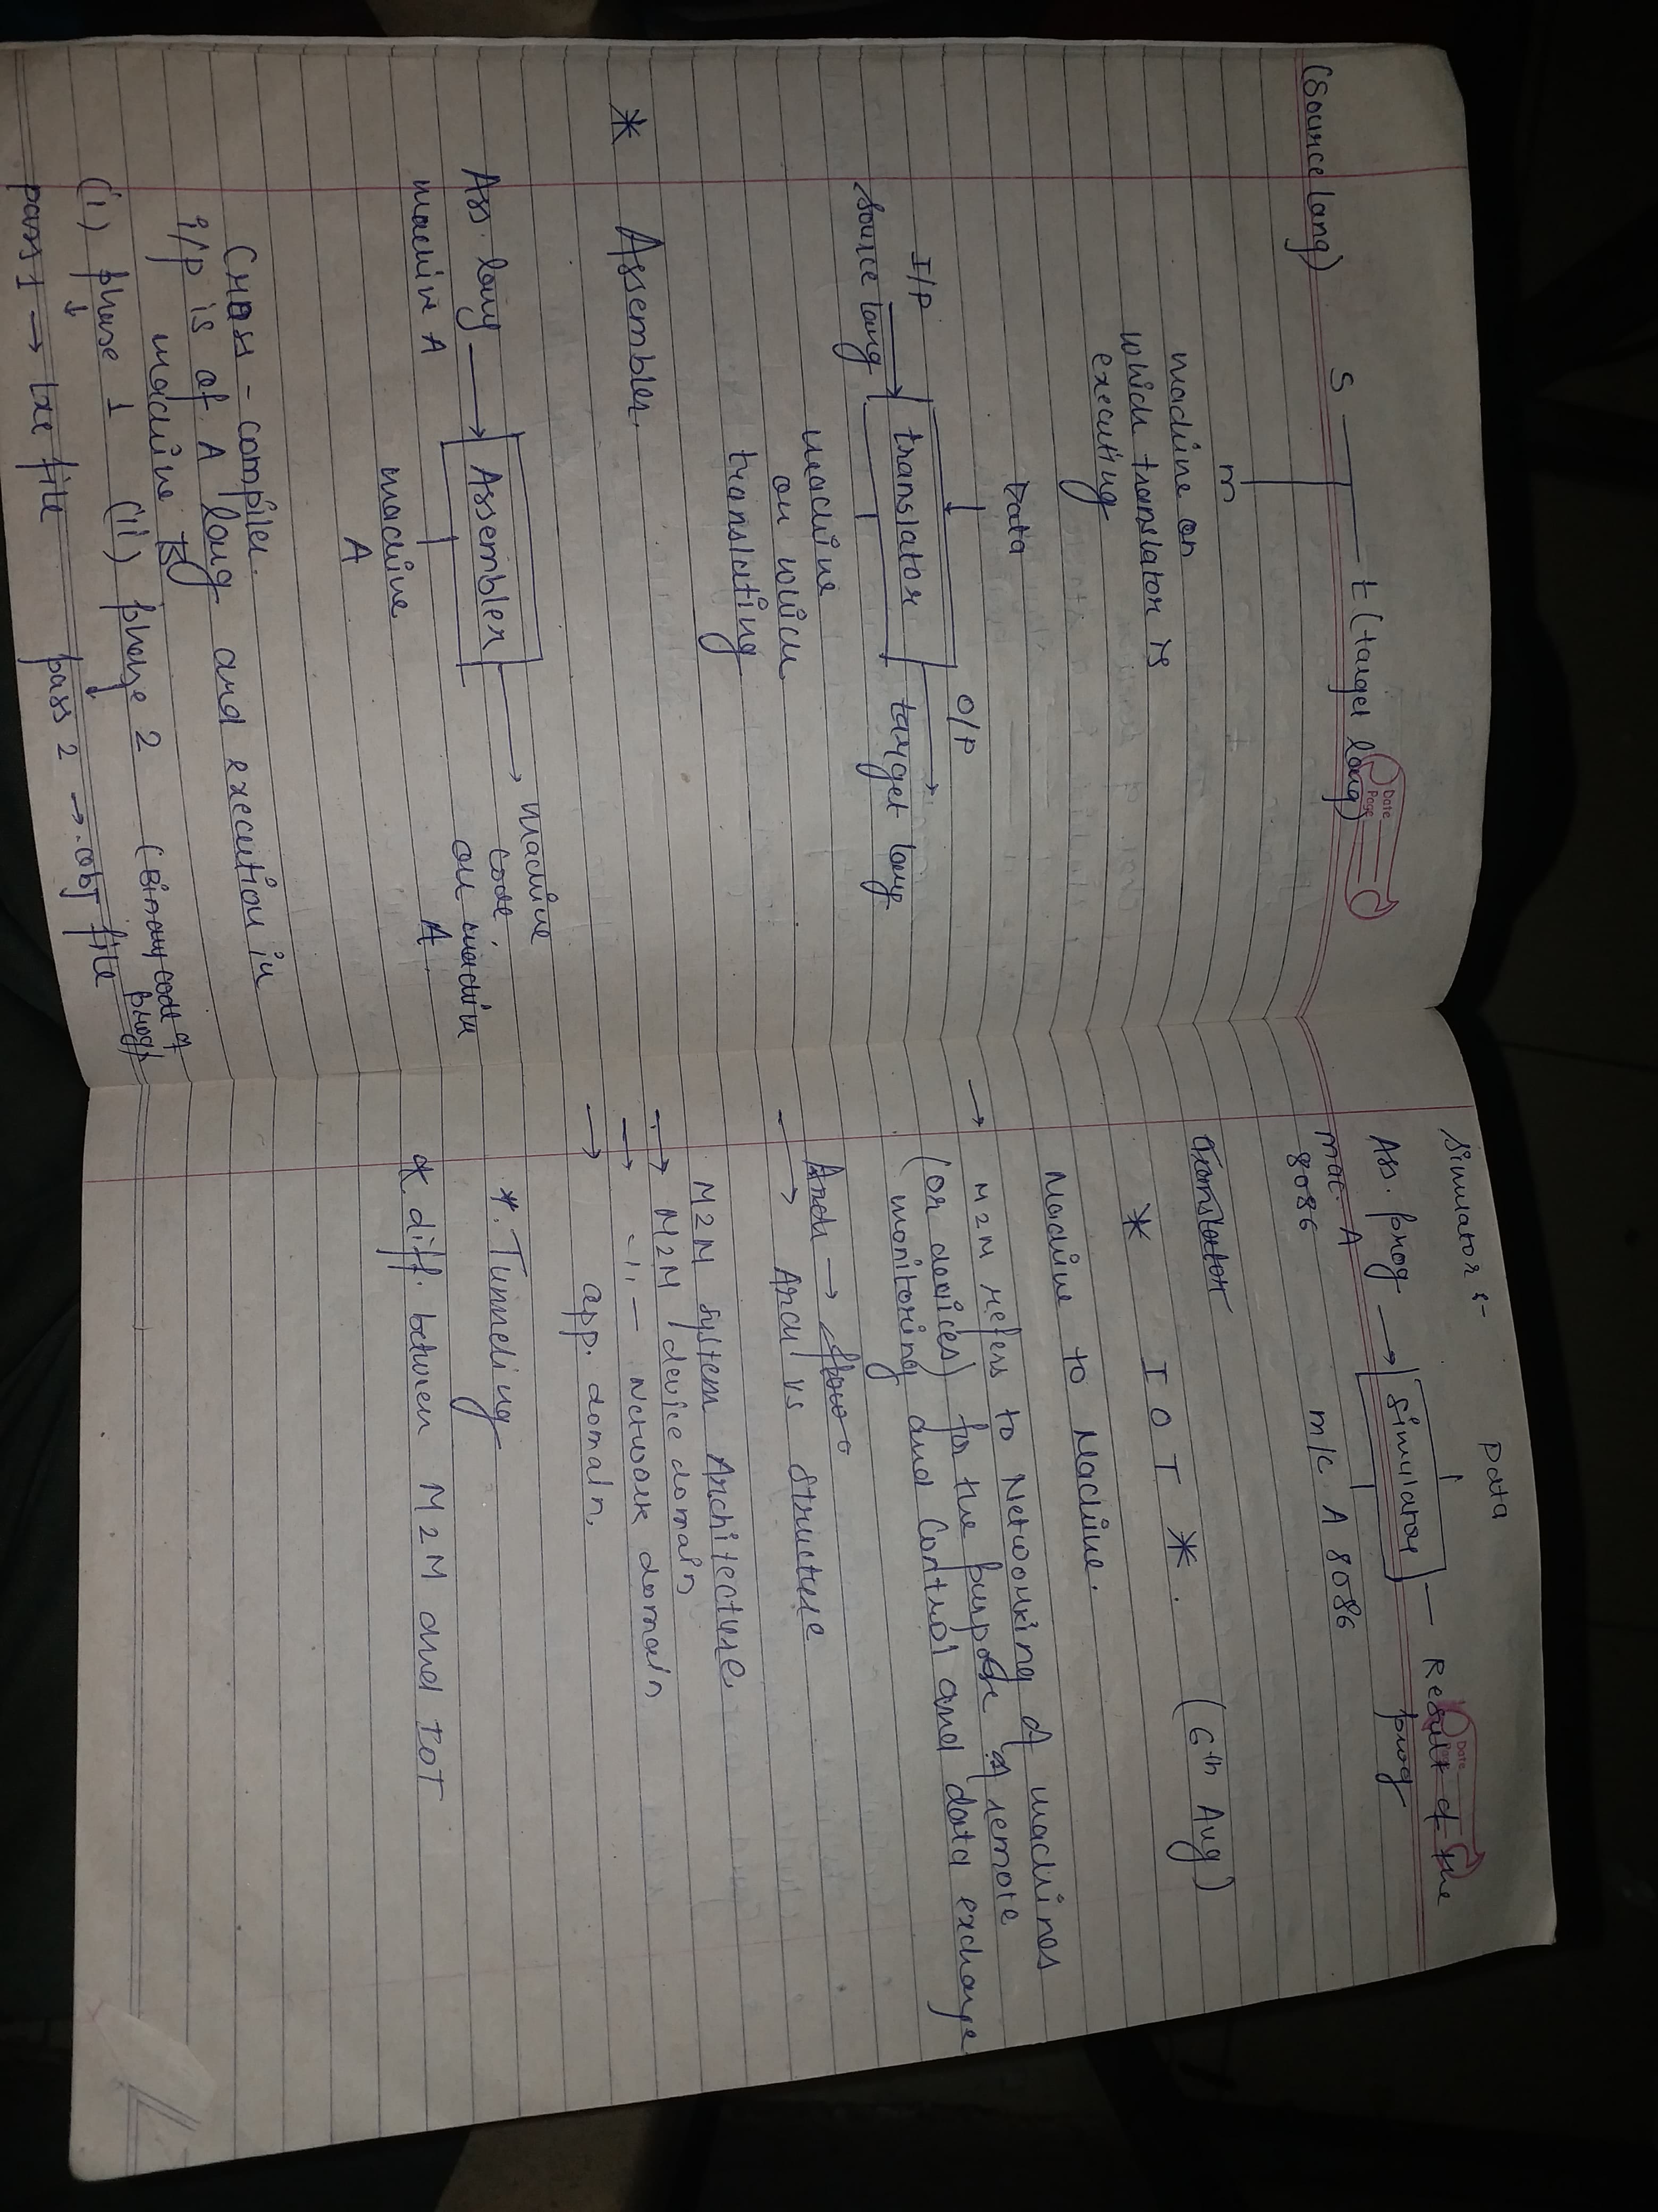 (Source lang) S t (target lang)
Date
Page
m
machine on
which translator is
executing
Data
I/P O/P
source lang translator target lang
machine
on which
translating
* Assembler
Ass. lang Assembler machine
machine A code
on machine
A
machine
A
Cross - compiler.
i/p is of A lang and execution in
machine B
(i) phase 1 (ii) phase 2 (Binary code of
prog)
pass 1 → txe file pass 2 → .obj file
Simulator :-
Data
Date
Page
Ass. prog → Simulator Result of the
prog
mac. A m/c A 8086
8086
Translator
* I O T *. (6th Aug)
Machine to Machine.
→ M2M refers to Networking of machines
(or devices) for the purpose of remote
monitoring and Control and data exchange
Arch →
→ Arch vs Structure
M2M System Architecture
→ M2M device domain
→ -11- Network domain
→ app. domain.
*. Tunneling
*. diff. between M2M and IOT